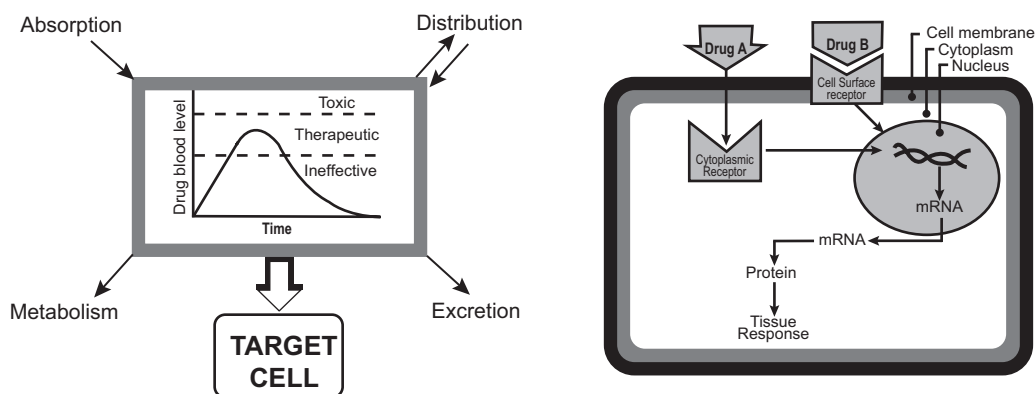 Absorption
Distribution
Drug blood level
Toxic
Therapeutic
Ineffective
Time
Metabolism
Excretion
TARGET
CELL
Drug A
Drug B
Cell membrane
Cytoplasm
Nucleus
Cell Surface
receptor
Cytoplasmic
Receptor
mRNA
mRNA
Protein
Tissue
Response